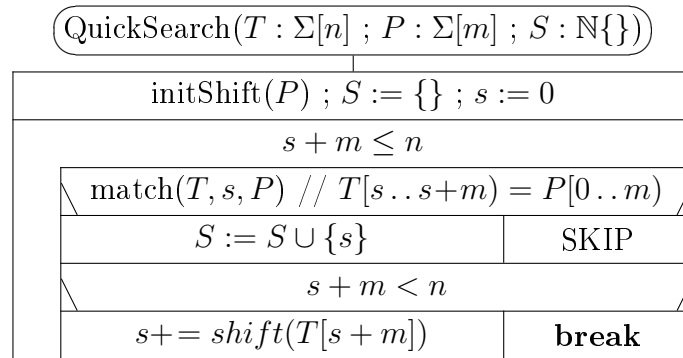 QuickSearch(T : Σ[n] ; P : Σ[m] ; S : ℕ{})
initShift(P) ; S := {} ; s := 0
s + m ≤ n
match(T, s, P) // T[s . . s+m) = P[0 . . m)
S := S ∪ {s} SKIP
s + m < n
s+ = shift(T[s + m]) break